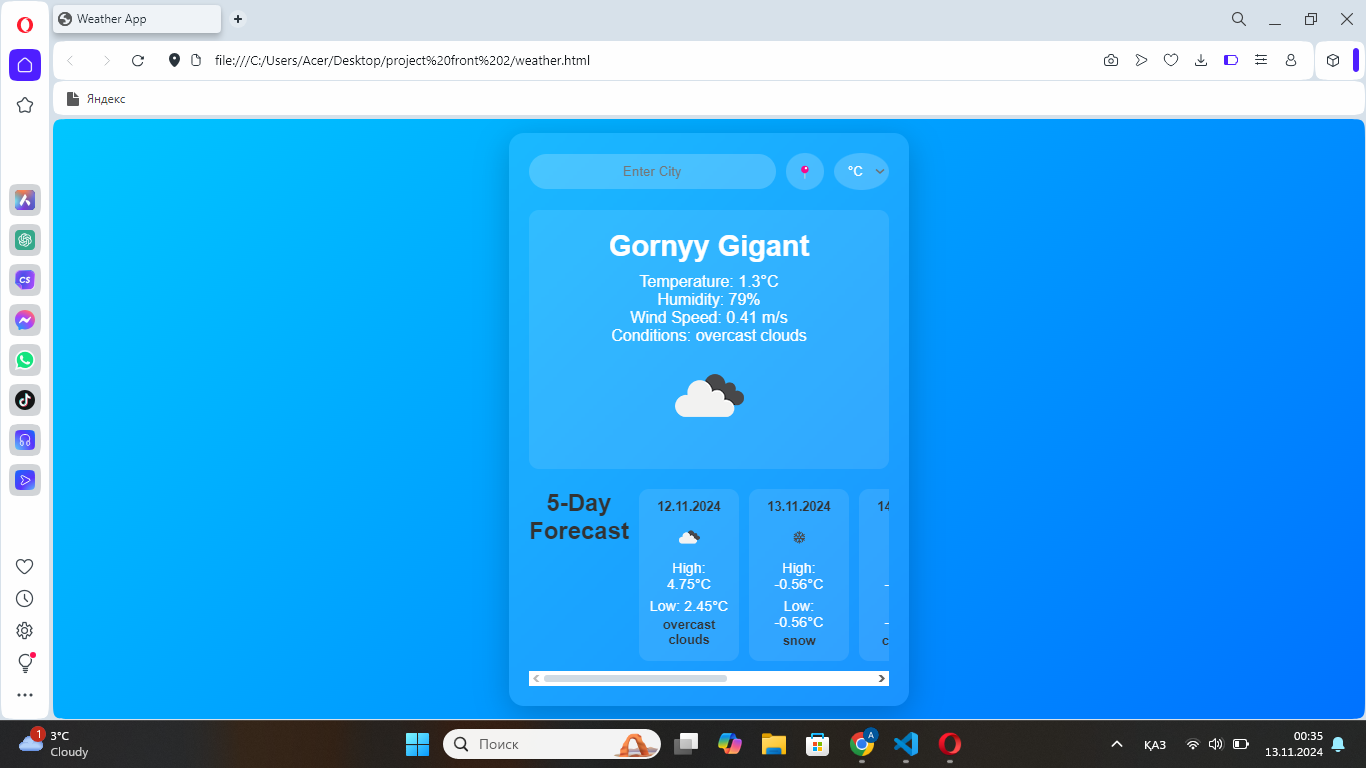 Weather App
file:///C:/Users/Acer/Desktop/project%20front%202/weather.html
Яндекс
Enter City
°C
Gornyy Gigant
Temperature: 1.3°C
Humidity: 79%
Wind Speed: 0.41 m/s
Conditions: overcast clouds
5-Day
Forecast
12.11.2024
High:
4.75°C
Low: 2.45°C
overcast
clouds
13.11.2024
High:
-0.56°C
Low:
-0.56°C
snow
14
-
-
c
CS
1
3°C
Cloudy
Поиск
A
ҚАЗ
00:35
13.11.2024